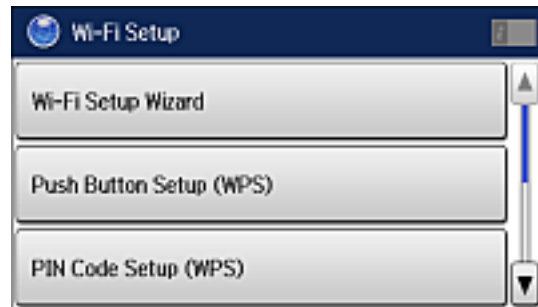 Wi-Fi Setup
Wi-Fi Setup Wizard
Push Button Setup (WPS)
PIN Code Setup (WPS)